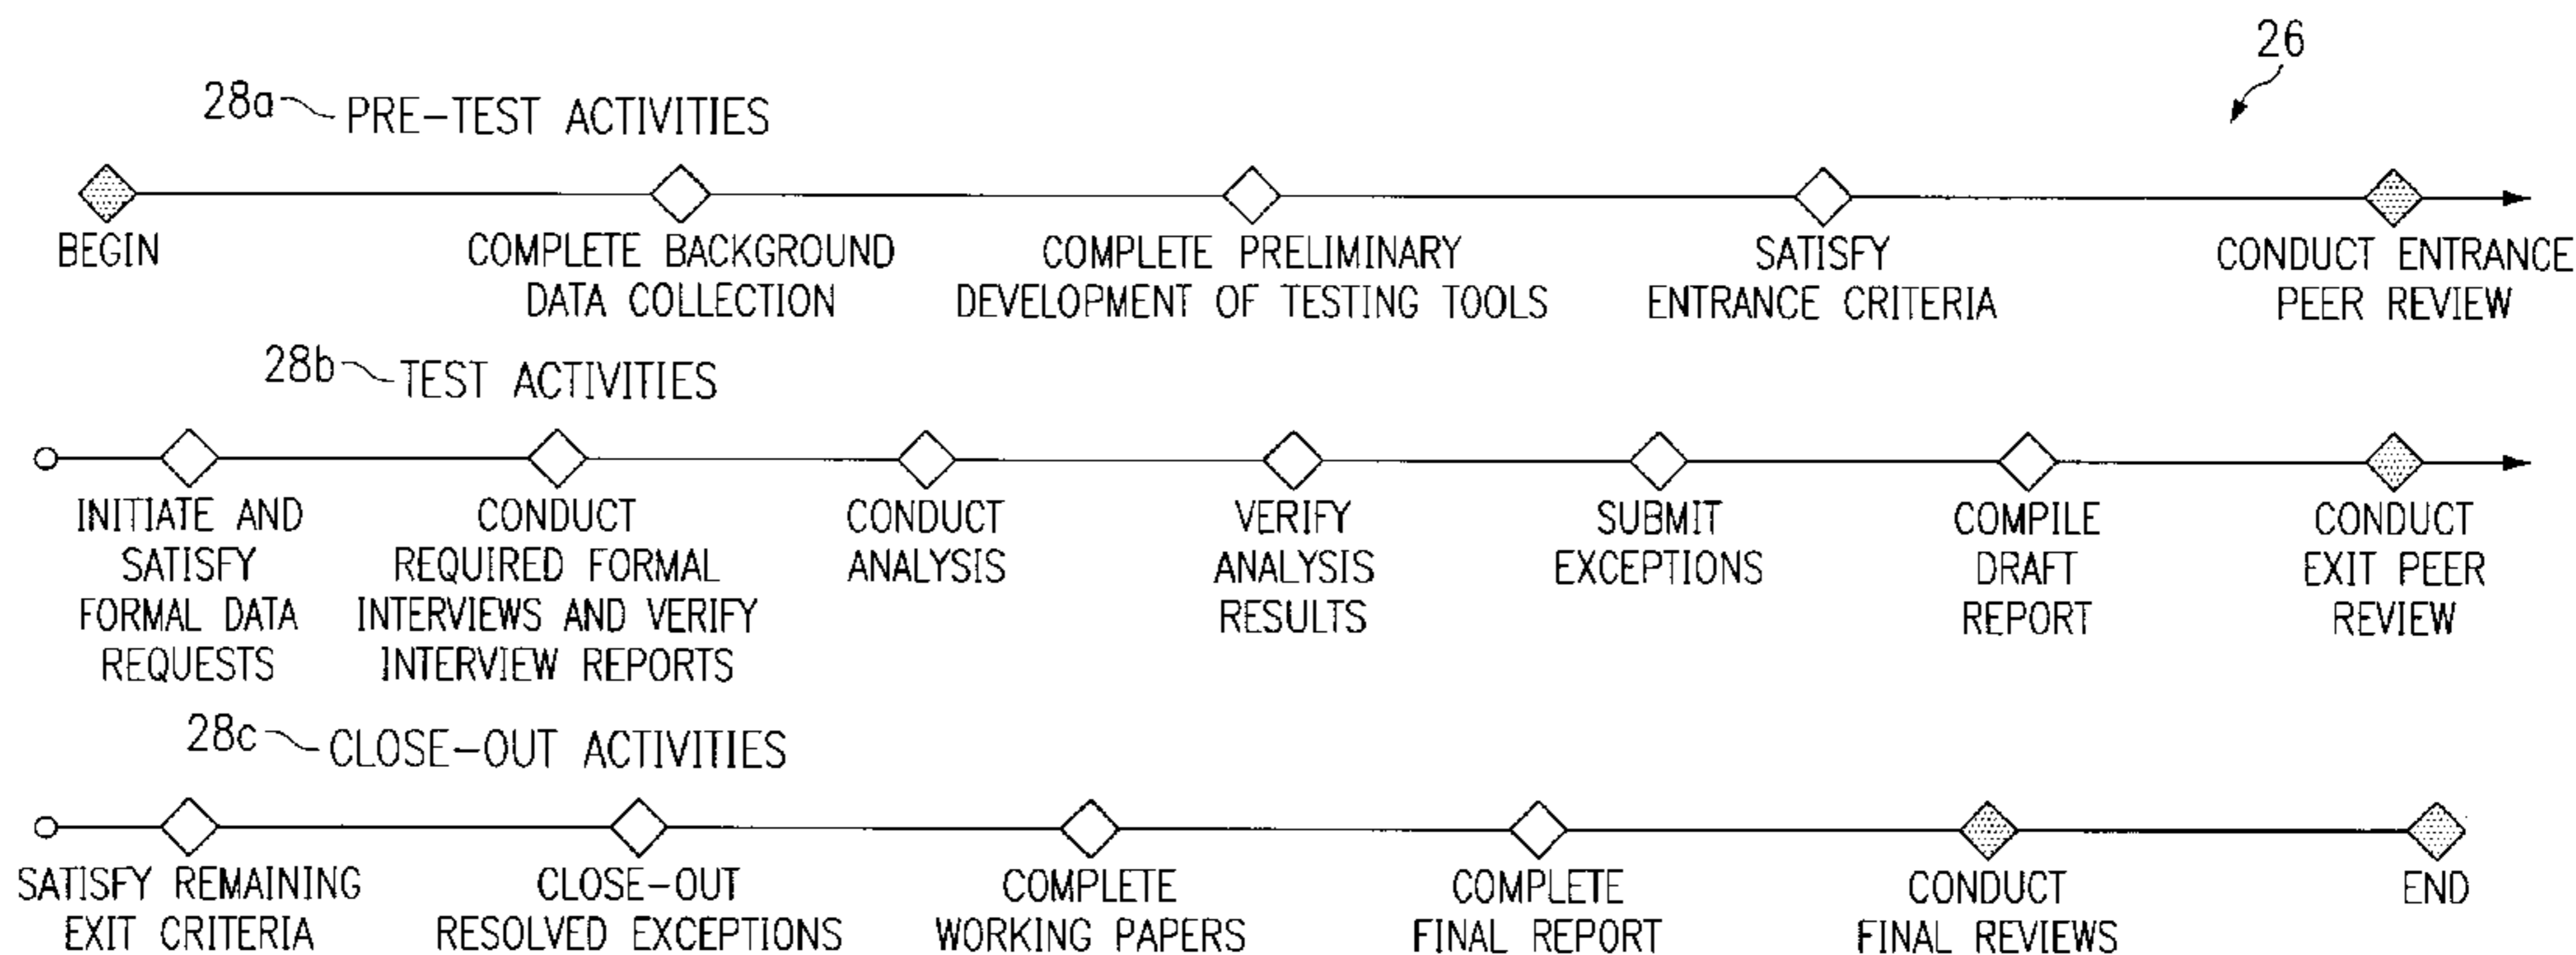 26
28a PRE-TEST ACTIVITIES
BEGIN
COMPLETE BACKGROUND
DATA COLLECTION
COMPLETE PRELIMINARY
DEVELOPMENT OF TESTING TOOLS
SATISFY
ENTRANCE CRITERIA
CONDUCT ENTRANCE
PEER REVIEW
28b TEST ACTIVITIES
INITIATE AND
SATISFY
FORMAL DATA
REQUESTS
CONDUCT
REQUIRED FORMAL
INTERVIEWS AND VERIFY
INTERVIEW REPORTS
CONDUCT
ANALYSIS
VERIFY
ANALYSIS
RESULTS
SUBMIT
EXCEPTIONS
COMPILE
DRAFT
REPORT
CONDUCT
EXIT PEER
REVIEW
28c CLOSE-OUT ACTIVITIES
SATISFY REMAINING
EXIT CRITERIA
CLOSE-OUT
RESOLVED EXCEPTIONS
COMPLETE
WORKING PAPERS
COMPLETE
FINAL REPORT
CONDUCT
FINAL REVIEWS
END